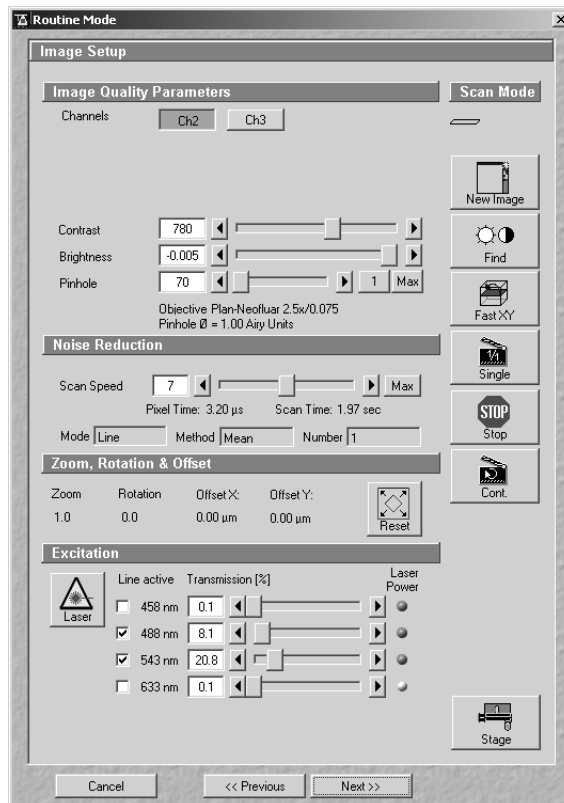 Routine Mode
Image Setup
Image Quality Parameters
Scan Mode
Channels Ch2 Ch3
New Image
Contrast 780
Brightness -0.005
Find
Pinhole 70 1 Max
Objective Plan-Neofluar 2.5x/0.075
Pinhole Ø = 1.00 Airy Units
Fast XY
Noise Reduction
1/1
Single
Scan Speed 7 Max
Pixel Time: 3.20 µs Scan Time: 1.97 sec
STOP
Stop
Mode Line Method Mean Number 1
Zoom, Rotation & Offset
Zoom Rotation Offset X: Offset Y:
1.0 0.0 0.00 µm 0.00 µm
Reset
Cont.
Excitation
Laser
Line active Transmission [%] Laser Power
458 nm 0.1
488 nm 8.1
543 nm 20.8
633 nm 0.1
Stage
Cancel << Previous Next >>